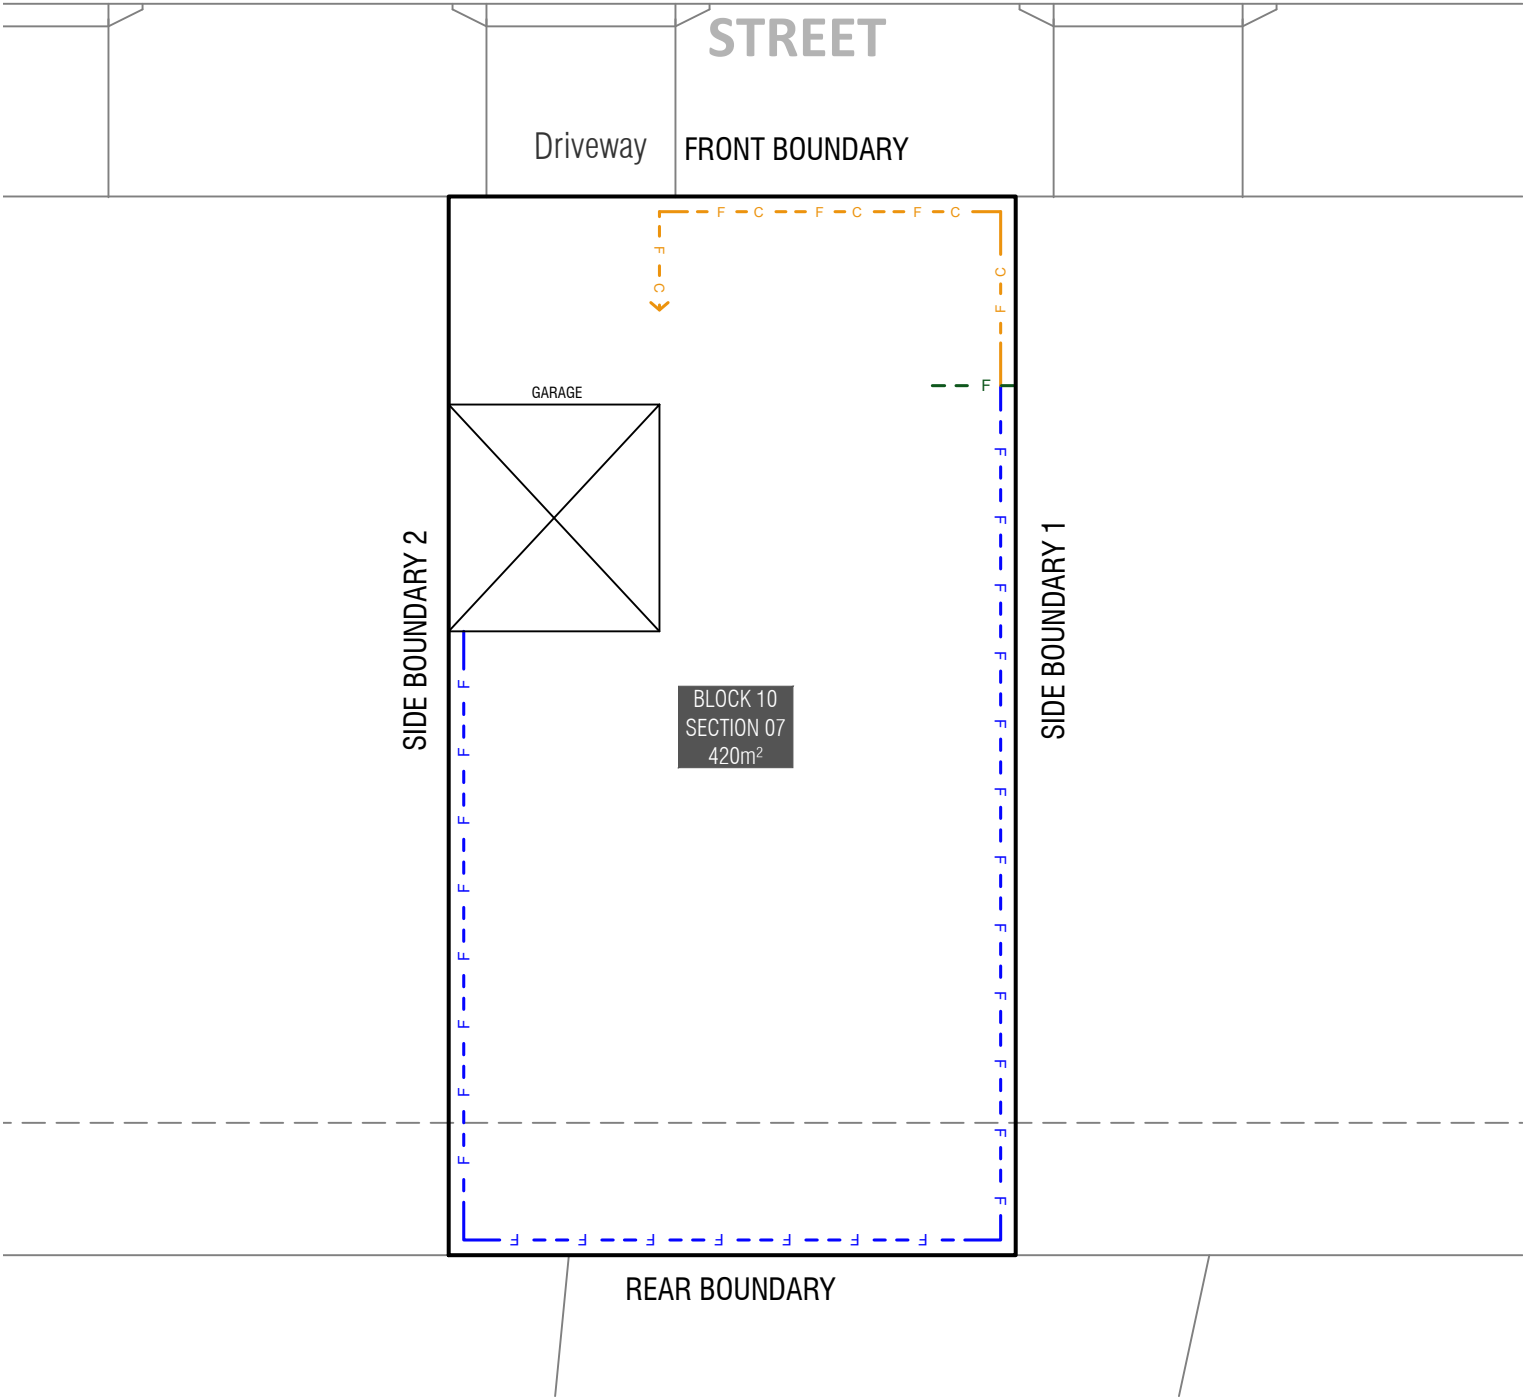 STREET
Driveway
FRONT BOUNDARY
F C F C F C
F C
C F
F
GARAGE
F F F F F F F F F F F F
SIDE BOUNDARY 2
SIDE BOUNDARY 1
F F F F F F F F
BLOCK 10
SECTION 07
420m²
F F F F F F F
REAR BOUNDARY